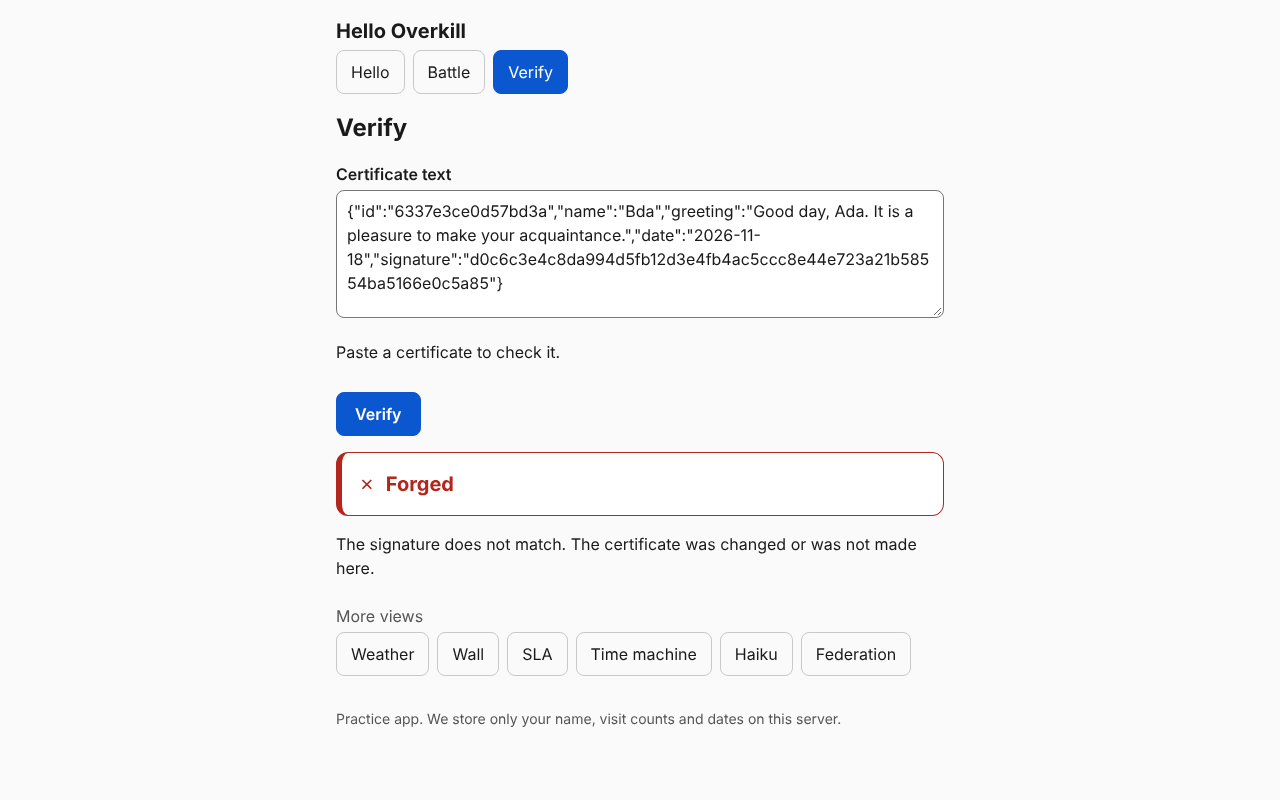 Hello Overkill
Hello Battle Verify
Verify
Certificate text
{"id":"6337e3ce0d57bd3a","name":"Bda","greeting":"Good day, Ada. It is a
pleasure to make your acquaintance.","date":"2026-11-
18","signature":"d0c6c3e4c8da994d5fb12d3e4fb4ac5ccc8e44e723a21b585
54ba5166e0c5a85"}
Paste a certificate to check it.
Verify
× Forged
The signature does not match. The certificate was changed or was not made
here.
More views
Weather Wall SLA Time machine Haiku Federation
Practice app. We store only your name, visit counts and dates on this server.